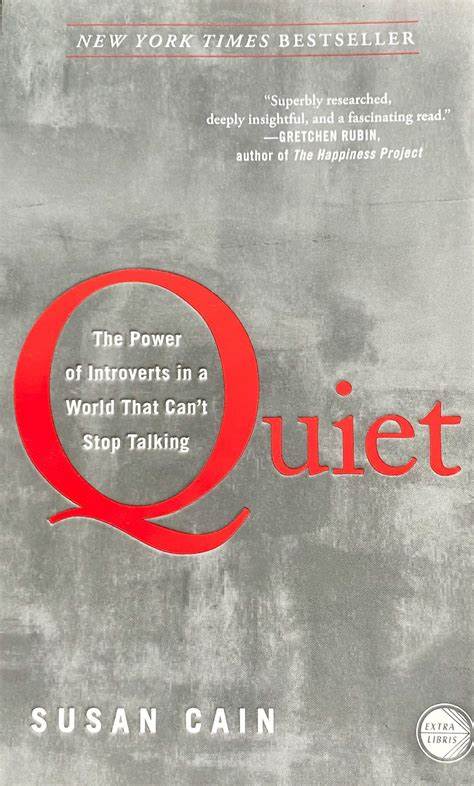 NEW YORK TIMES BESTSELLER
“Superbly researched,
deeply insightful, and a fascinating read.”
—GRETCHEN RUBIN,
author of The Happiness Project
Quiet
The Power
of Introverts in a
World That Can't
Stop Talking
SUSAN CAIN
EXTRA
LIBRIS